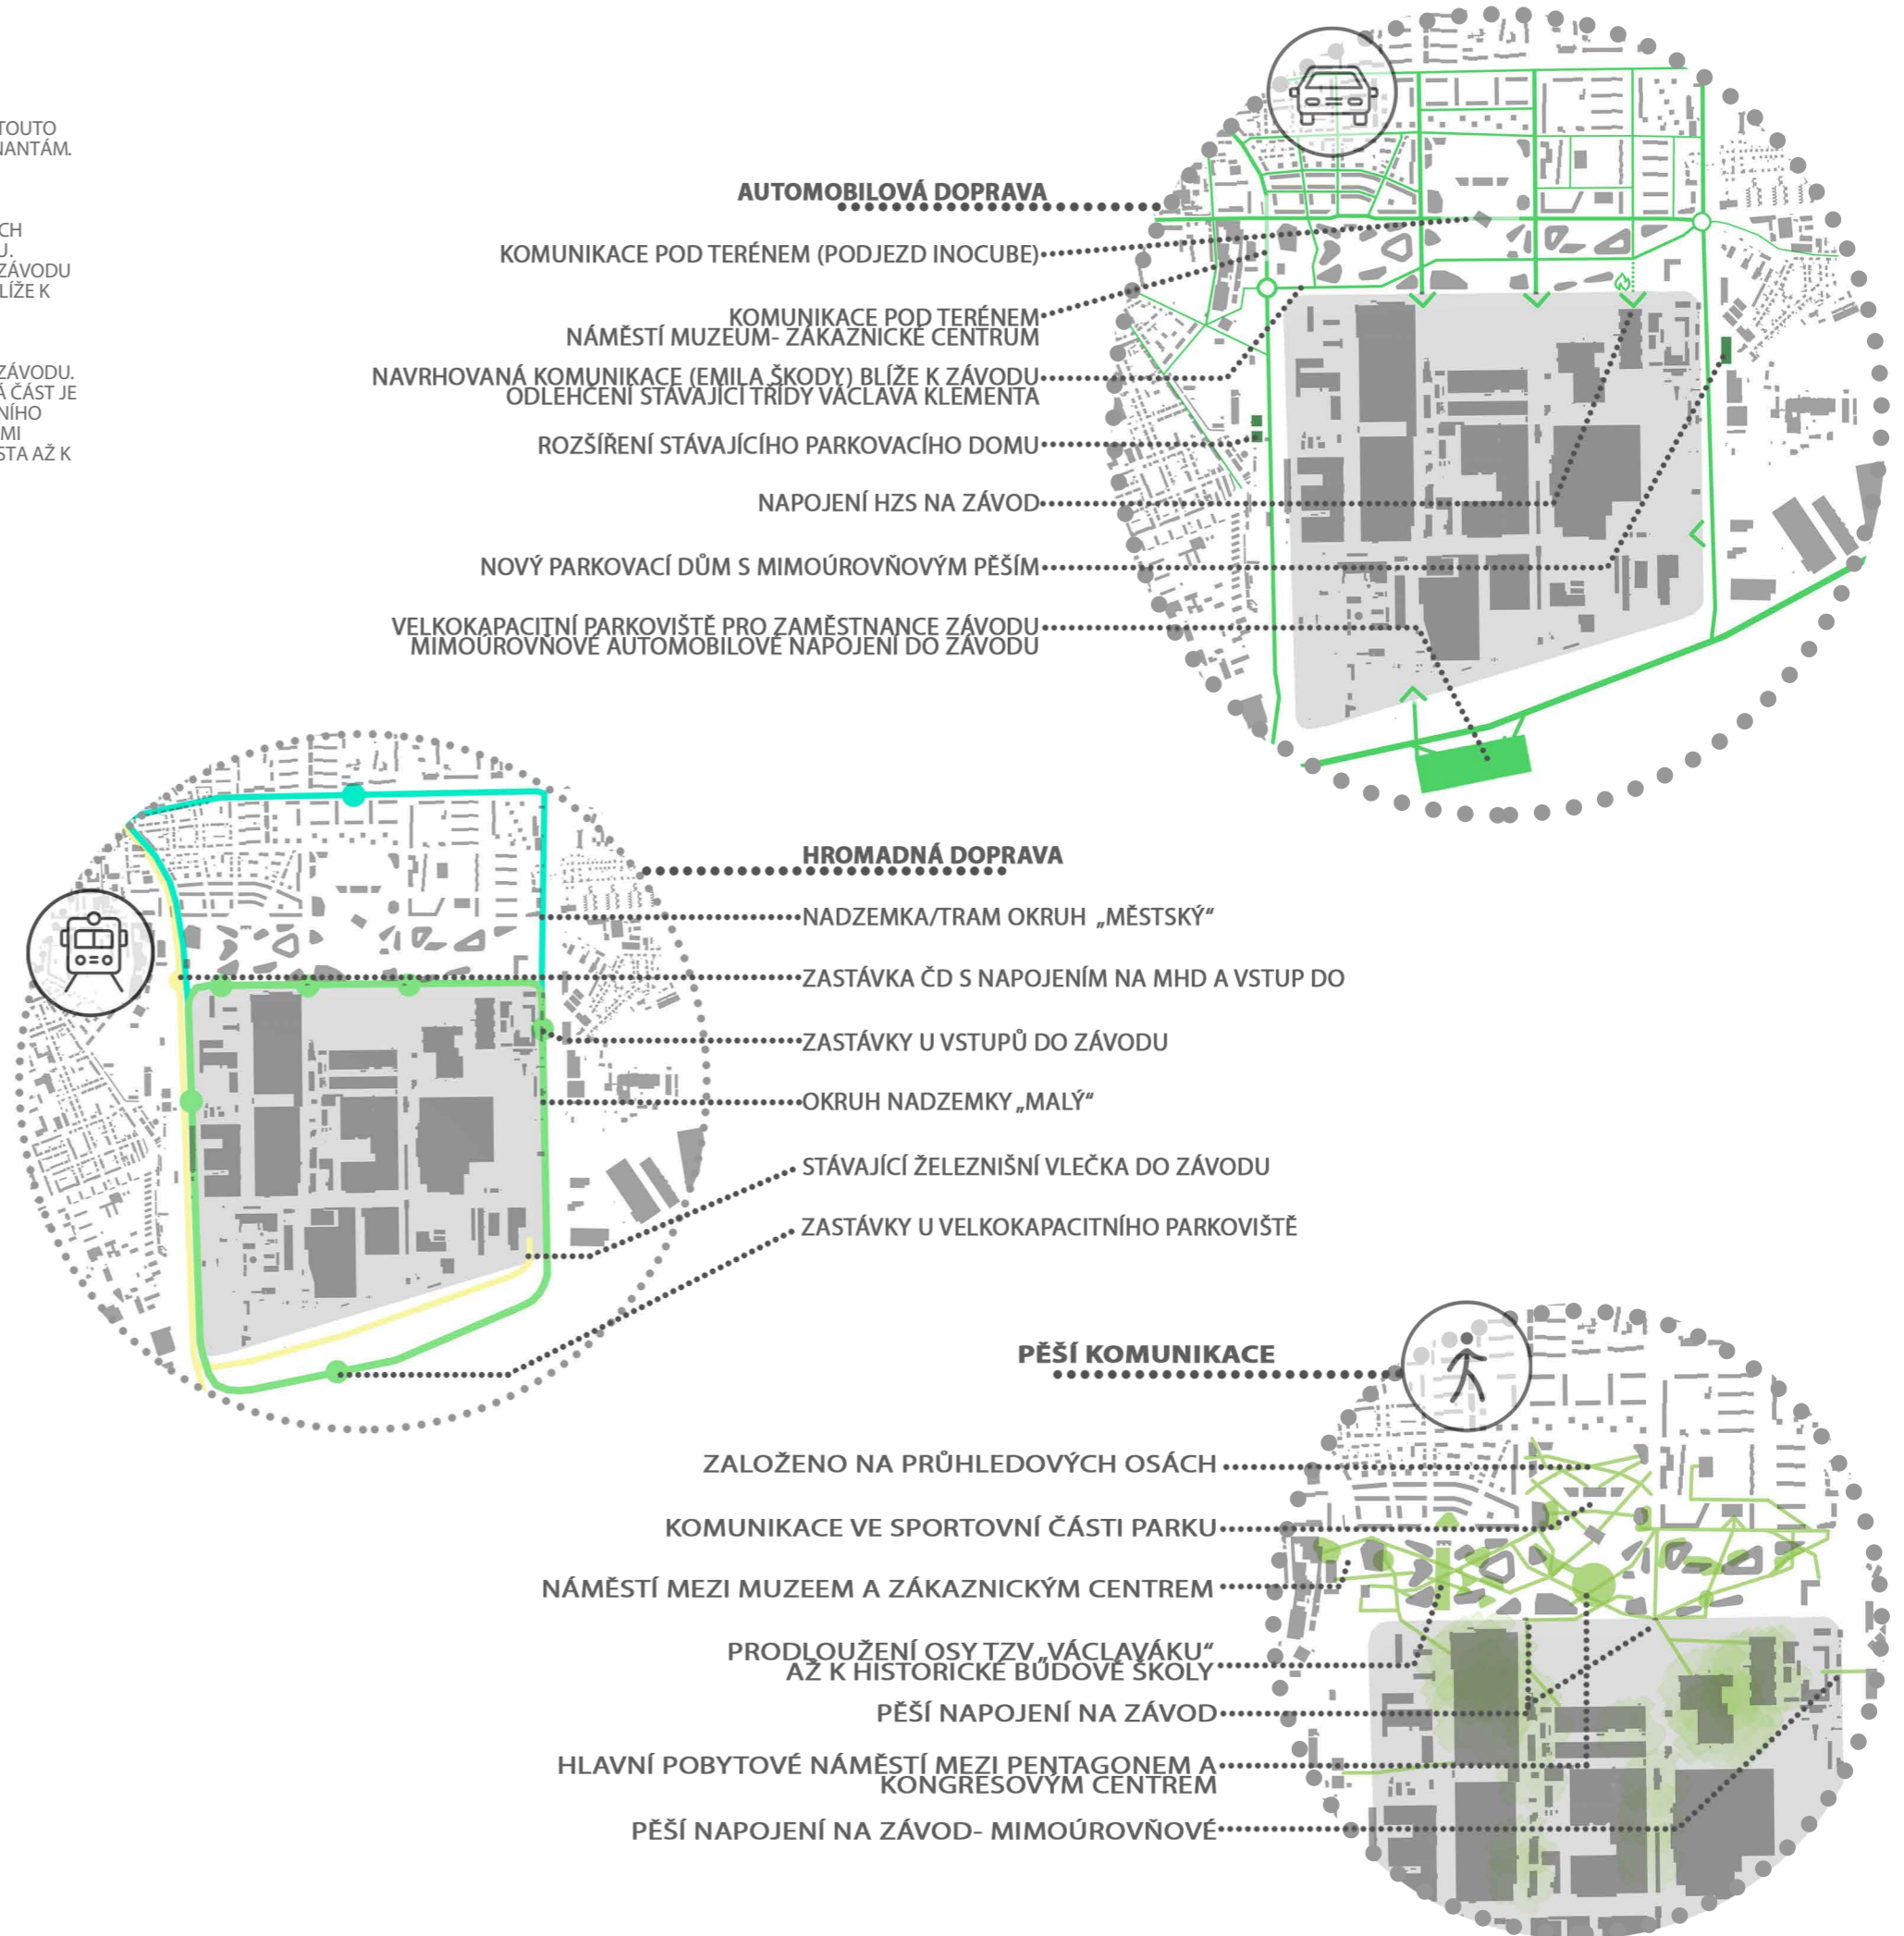 TOUTO
NANTÁM.
CH
U.
ZÁVODU
LÍŽE K
ZÁVODU.
Á ČÁST JE
NÍHO
MI
STA AŽ K
AUTOMOBILOVÁ DOPRAVA
KOMUNIKACE POD TERÉNEM (PODJEZD INOCUBE)
KOMUNIKACE POD TERÉNEM
NÁMĚSTÍ MUZEUM- ZÁKAZNICKÉ CENTRUM
NAVRHOVANÁ KOMUNIKACE (EMILA ŠKODY) BLÍŽE K ZÁVODU
ODLEHČENÍ STÁVAJÍCÍ TŘÍDY VÁCLAVA KLEMENTA
ROZŠÍŘENÍ STÁVAJÍCÍHO PARKOVACÍHO DOMU
NAPOJENÍ HZS NA ZÁVOD
NOVÝ PARKOVACÍ DŮM S MIMOÚROVŇOVÝM PĚŠÍM
VELKOKAPACITNÍ PARKOVIŠTĚ PRO ZAMĚSTNANCE ZÁVODU
MIMOÚROVŇOVÉ AUTOMOBILOVÉ NAPOJENÍ DO ZÁVODU
HROMADNÁ DOPRAVA
NADZEMKA/TRAM OKRUH „MĚSTSKÝ“
ZASTÁVKA ČD S NAPOJENÍM NA MHD A VSTUP DO
ZASTÁVKY U VSTUPŮ DO ZÁVODU
OKRUH NADZEMKY „MALÝ“
STÁVAJÍCÍ ŽELEZNIŠNÍ VLEČKA DO ZÁVODU
ZASTÁVKY U VELKOKAPACITNÍHO PARKOVIŠTĚ
PĚŠÍ KOMUNIKACE
ZALOŽENO NA PRŮHLEDOVÝCH OSÁCH
KOMUNIKACE VE SPORTOVNÍ ČÁSTI PARKU
NÁMĚSTÍ MEZI MUZEEM A ZÁKAZNICKÝM CENTREM
PRODLOUŽENÍ OSY TZV „VÁCLAVÁKU“
AŽ K HISTORICKÉ BUDOVĚ ŠKOLY
PĚŠÍ NAPOJENÍ NA ZÁVOD
HLAVNÍ POBYTOVÉ NÁMĚSTÍ MEZI PENTAGONEM A
KONGRESOVÝM CENTREM
PĚŠÍ NAPOJENÍ NA ZÁVOD- MIMOÚROVŇOVÉ